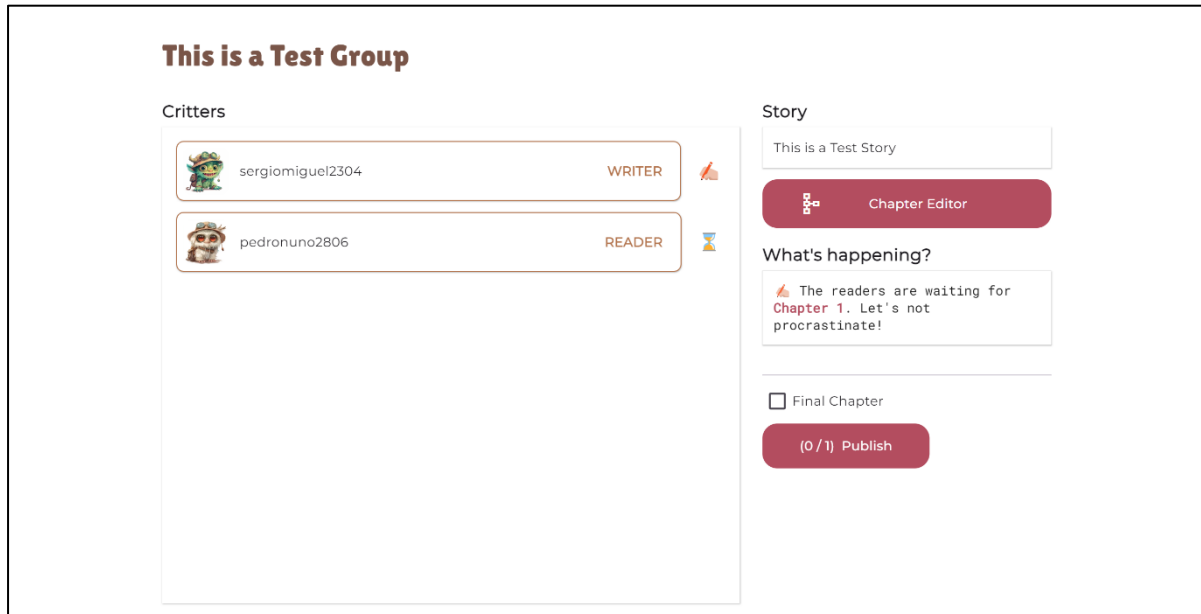 This is a Test Group
Critters
sergiomiguel2304 WRITER
pedronuno2806 READER
Story
This is a Test Story
Chapter Editor
What's happening?
✍🏻 The readers are waiting for
Chapter 1. Let's not
procrastinate!
Final Chapter
(0 / 1) Publish